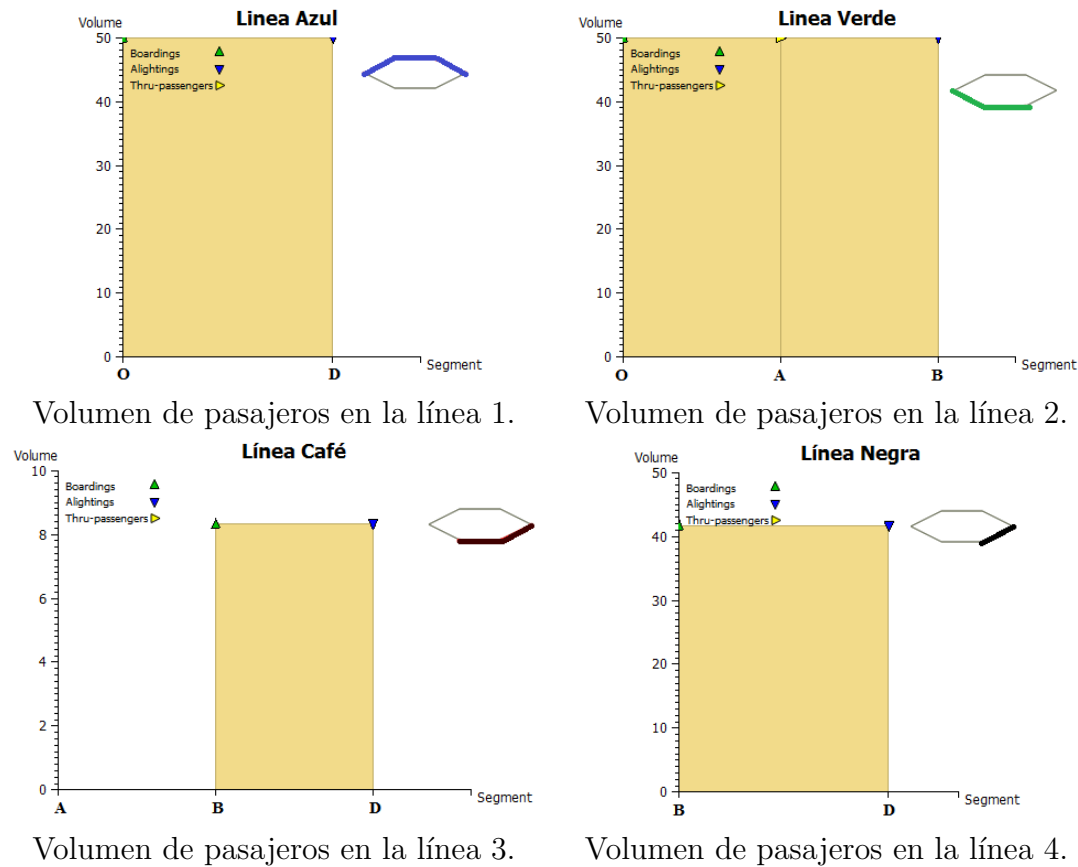 Linea Azul
Volume
50
40
30
20
10
0
Boardings
Alightings
Thru-passengers
O
D
Segment
Volumen de pasajeros en la línea 1.
Linea Verde
Volume
50
40
30
20
10
0
Boardings
Alightings
Thru-passengers
O
A
B
Segment
Volumen de pasajeros en la línea 2.
Línea Café
Volume
10
8
6
4
2
0
Boardings
Alightings
Thru-passengers
A
B
D
Segment
Volumen de pasajeros en la línea 3.
Línea Negra
Volume
50
40
30
20
10
0
Boardings
Alightings
Thru-passengers
B
D
Segment
Volumen de pasajeros en la línea 4.